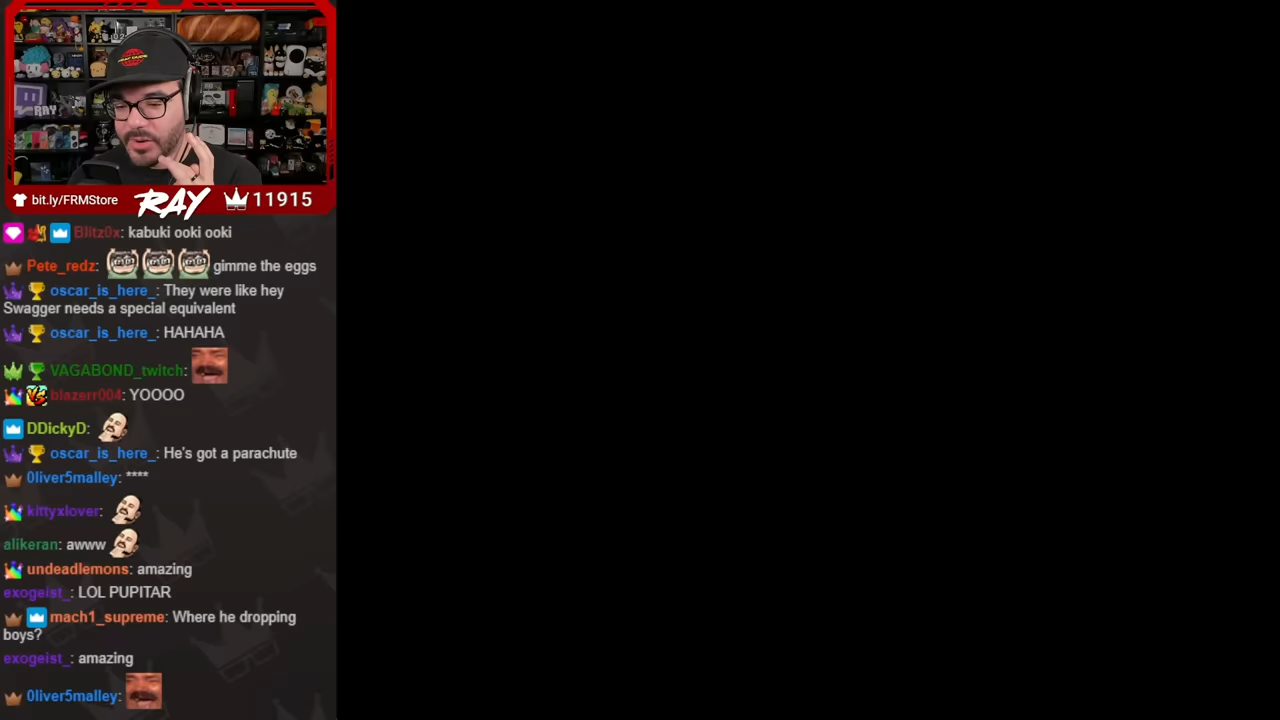 bit.ly/FRMStore RAY 11915
Blitz0x: kabuki ooki ooki
Pete_redz: gimme the eggs
oscar_is_here_: They were like hey
Swagger needs a special equivalent
oscar_is_here_: HAHAHA
VAGABOND_twitch:
blazerr004: YOOOO
DDickyD:
oscar_is_here_: He's got a parachute
0liver5malley: ****
kittyxlover:
alikeran: awww
undeadlemons: amazing
exogeist_: LOL PUPITAR
mach1_supreme: Where he dropping
boys?
exogeist_: amazing
0liver5malley: